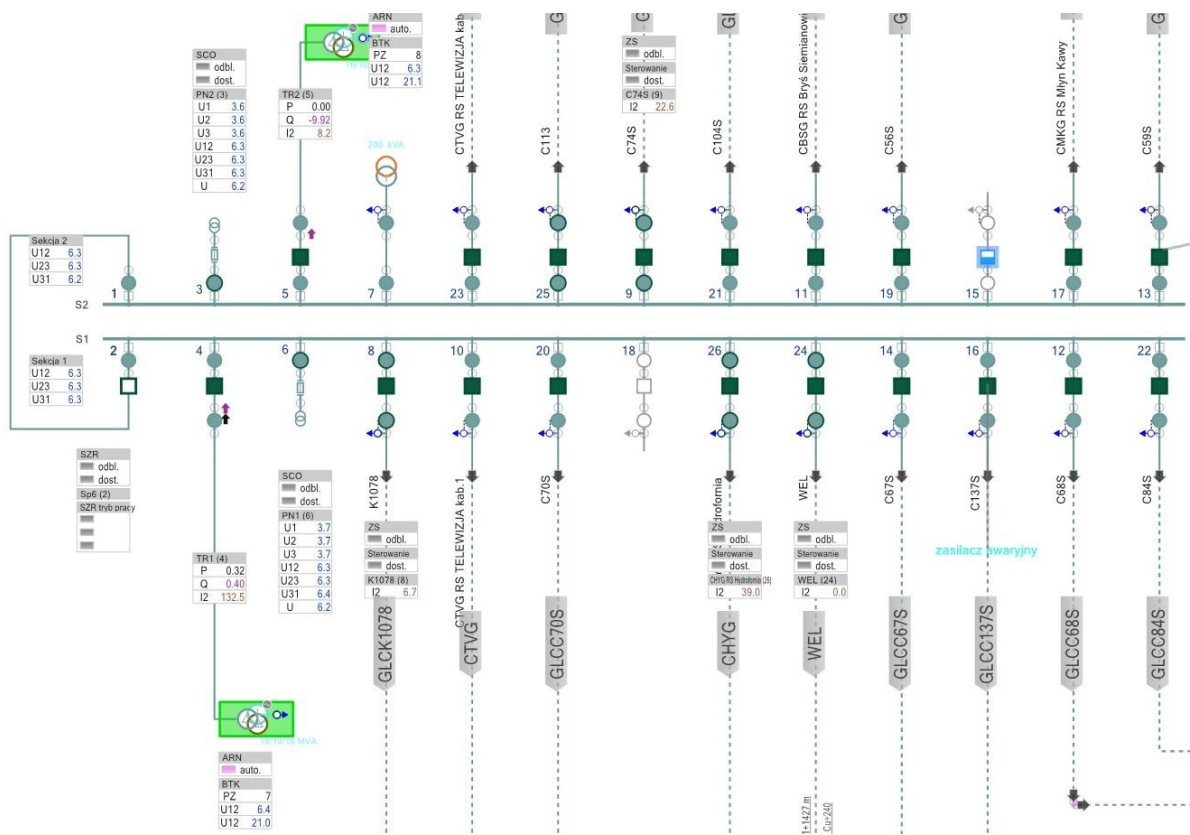 ARN
auto.
BTK
PZ 8
U12 6.3
U12 21.1
SCO
odbl.
dost.
PN2 (3)
U1 3.6
U2 3.6
U3 3.6
U12 6.3
U23 6.3
U31 6.3
U 6.2
TR2 (5)
P 0.00
Q -9.92
I2 8.2
CTVG RS TELEWIZJA kab.
C113
ZS
odbl.
Sterowanie
dost.
C74S (9)
I2 22.6
C74S
GL
C104S
CBSG RS Bryś Siemianowi
G
C56S
CMKG RS Młyn Kawy
G
C59S
Sekcja 2
U12 6.3
U23 6.3
U31 6.2
1 3 5 7 23 25 9 21 11 19 15 17 13
S2
S1
2 4 6 8 10 20 18 26 24 14 16 12 22
Sekcja 1
U12 6.3
U23 6.3
U31 6.3
SZR
odbl.
dost.
Sp6 (2)
SZR tryb pracy
SCO
odbl.
dost.
PN1 (6)
U1 3.7
U2 3.7
U3 3.7
U12 6.3
U23 6.3
U31 6.4
U 6.2
TR1 (4)
P 0.32
Q 0.40
I2 132.5
K1078
ZS
odbl.
Sterowanie
dost.
K1078 (8)
I2 6.7
CTVG RS TELEWIZJA kab.1
C70S
ZS
odbl.
Sterowanie
dost.
CHYG RS Hydrofornia (26)
I2 39.0
WEL
ZS
odbl.
Sterowanie
dost.
WEL (24)
I2 0.0
C67S
C137S
C68S
C84S
zasilacz awaryjny
GLCK1078
CTVG
GLCC70S
CHYG
WEL
GLCC67S
GLCC137S
GLCC68S
GLCC84S
ARN
auto.
BTK
PZ 7
U12 6.4
U12 21.0
1+1427 m
Cu+240